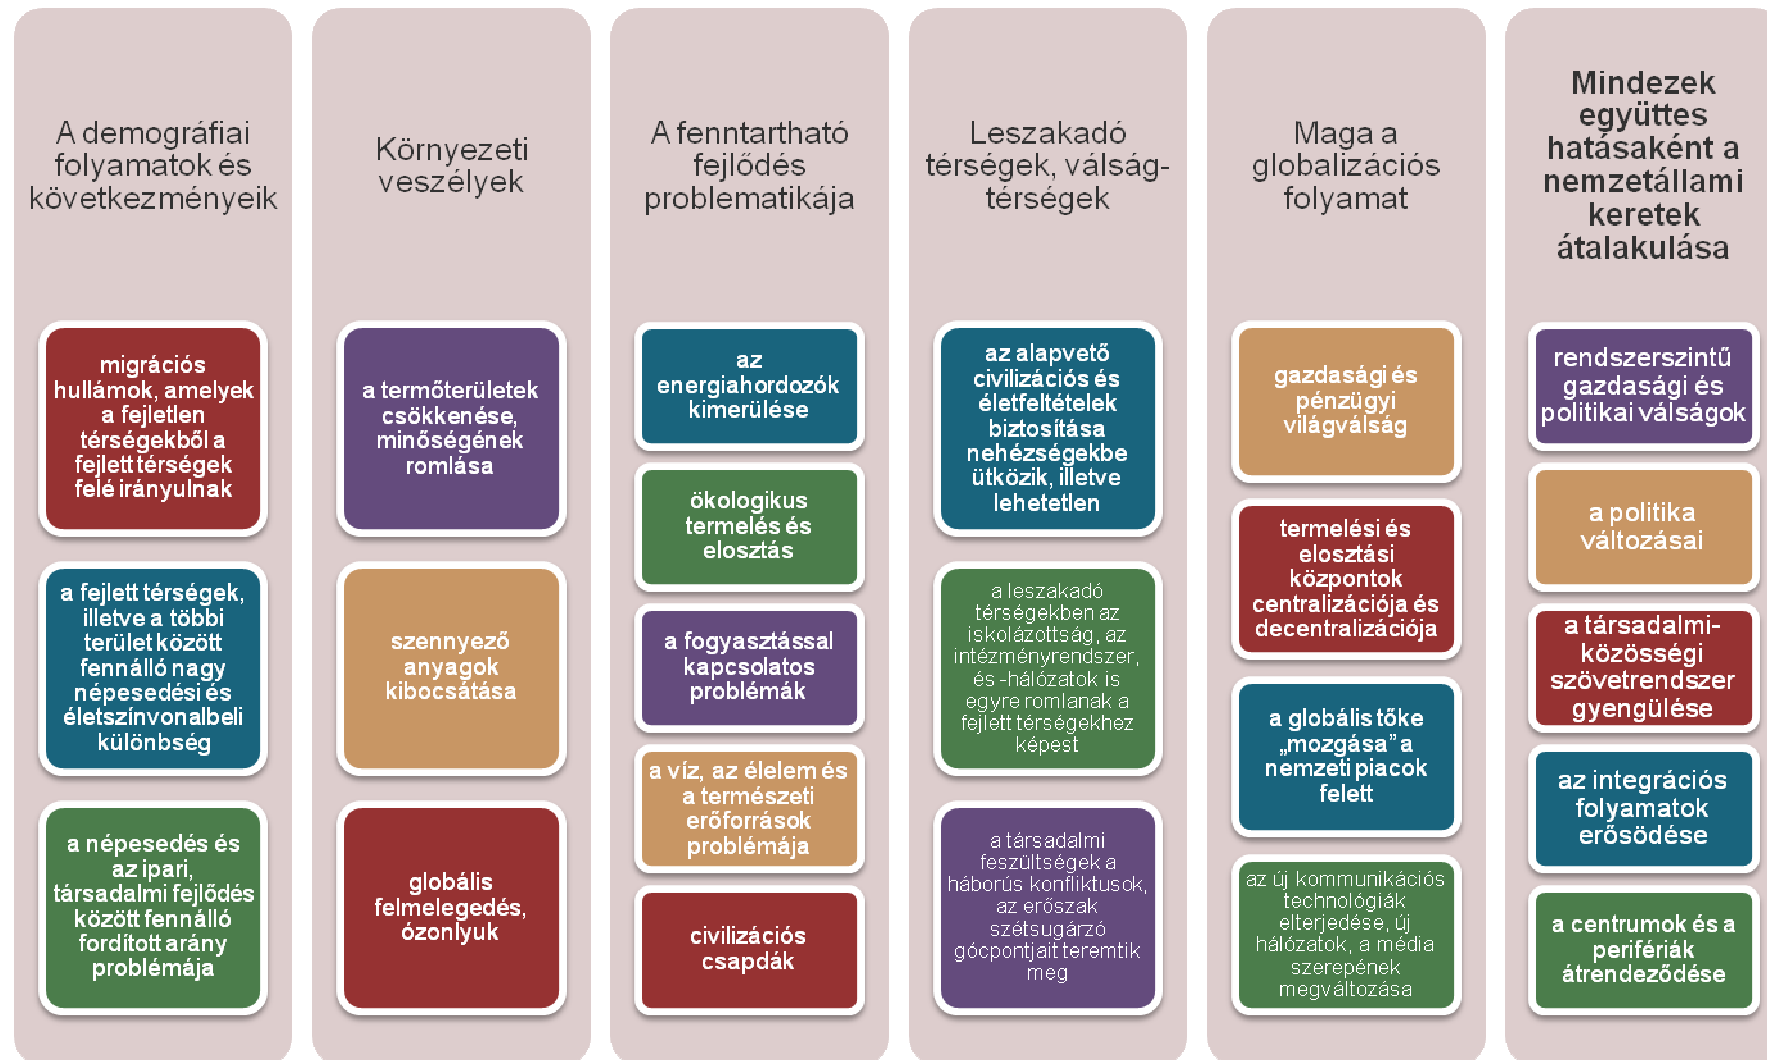 A demográfiai
folyamatok és
következményeik
migrációs
hullámok, amelyek
a fejletlen
térségekből a
fejlett térségek
felé irányulnak
a fejlett térségek,
illetve a többi
terület között
fennálló nagy
népesedési és
életszínvonalbeli
különbség
a népesedés és
az ipari,
társadalmi fejlődés
között fennálló
fordított arány
problémája
Környezeti
veszélyek
a termőterületek
csökkenése,
minőségének
romlása
szennyező
anyagok
kibocsátása
globális
felmelegedés,
ózonlyuk
A fenntartható
fejlődés
problematikája
az
energiahordozók
kimerülése
ökologikus
termelés és
elosztás
a fogyasztással
kapcsolatos
problémák
a víz, az élelem és
a természeti
erőforrások
problémája
civilizációs
csapdák
Leszakadó
térségek, válság-
térségek
az alapvető
civilizációs és
életfeltételek
biztosítása
nehézségekbe
ütközik, illetve
lehetetlen
a leszakadó
térségekben az
iskolázottság, az
intézményrendszer,
és -hálózatok is
egyre romlanak a
fejlett térségekhez
képest
a társadalmi
feszültségek a
háborús konfliktusok,
az erőszak
szétsugárzó
gócpontjait teremtik
meg
Maga a
globalizációs
folyamat
gazdasági és
pénzügyi
világválság
termelési és
elosztási
központok
centralizációja és
decentralizációja
a globális tőke
„mozgása” a
nemzeti piacok
felett
az új kommunikációs
technológiák
elterjedése, új
hálózatok, a média
szerepének
megváltozása
Mindezek
együttes
hatásaként a
nemzetállami
keretek
átalakulása
rendszerszintű
gazdasági és
politikai válságok
a politika
változásai
a társadalmi-
közösségi
szövetrendszer
gyengülése
az integrációs
folyamatok
erősödése
a centrumok és a
perifériák
átrendeződése